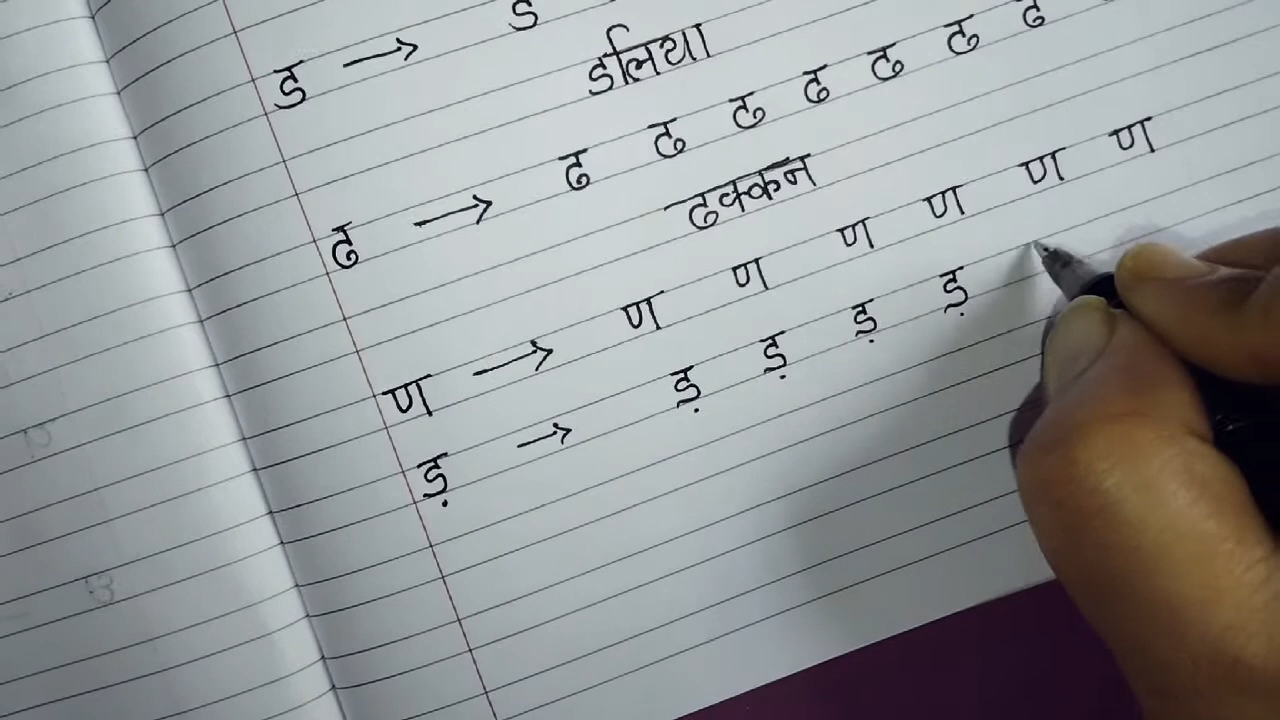 ड → ड
डलिया
ढ → ढ ढ ढ ढ ढ ढ ढ
ढक्कन
ण → ण ण ण ण ण ण
ड़ → ड़ ड़ ड़ ड़